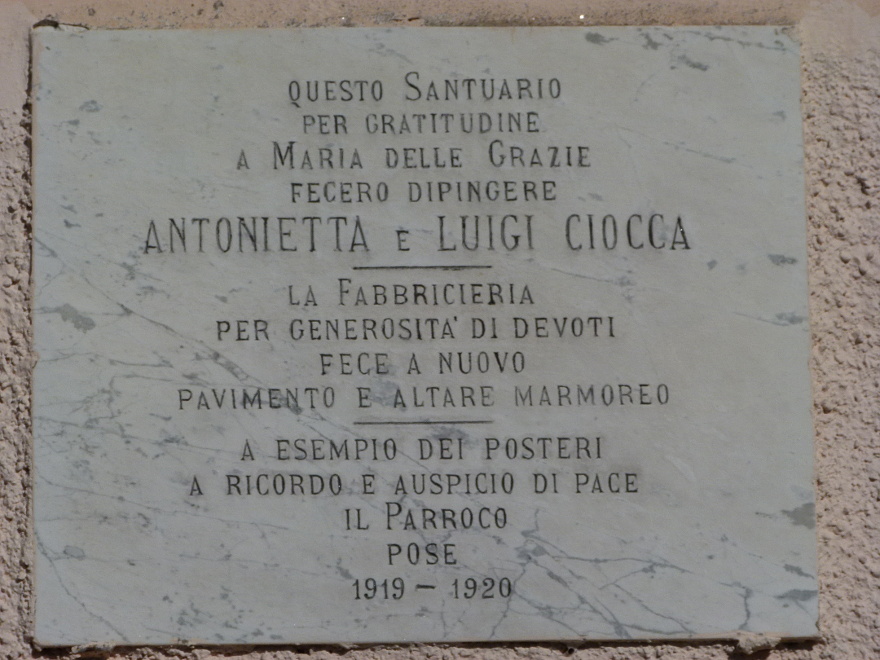 QUESTO SANTUARIO
PER GRATITUDINE
A MARIA DELLE GRAZIE
FECERO DIPINGERE
ANTONIETTA E LUIGI CIOCCA
LA FABBRICIERIA
PER GENEROSITA' DI DEVOTI
FECE A NUOVO
PAVIMENTO E ALTARE MARMOREO
A ESEMPIO DEI POSTERI
A RICORDO E AUSPICIO DI PACE
IL PARROCO
POSE
1919 – 1920